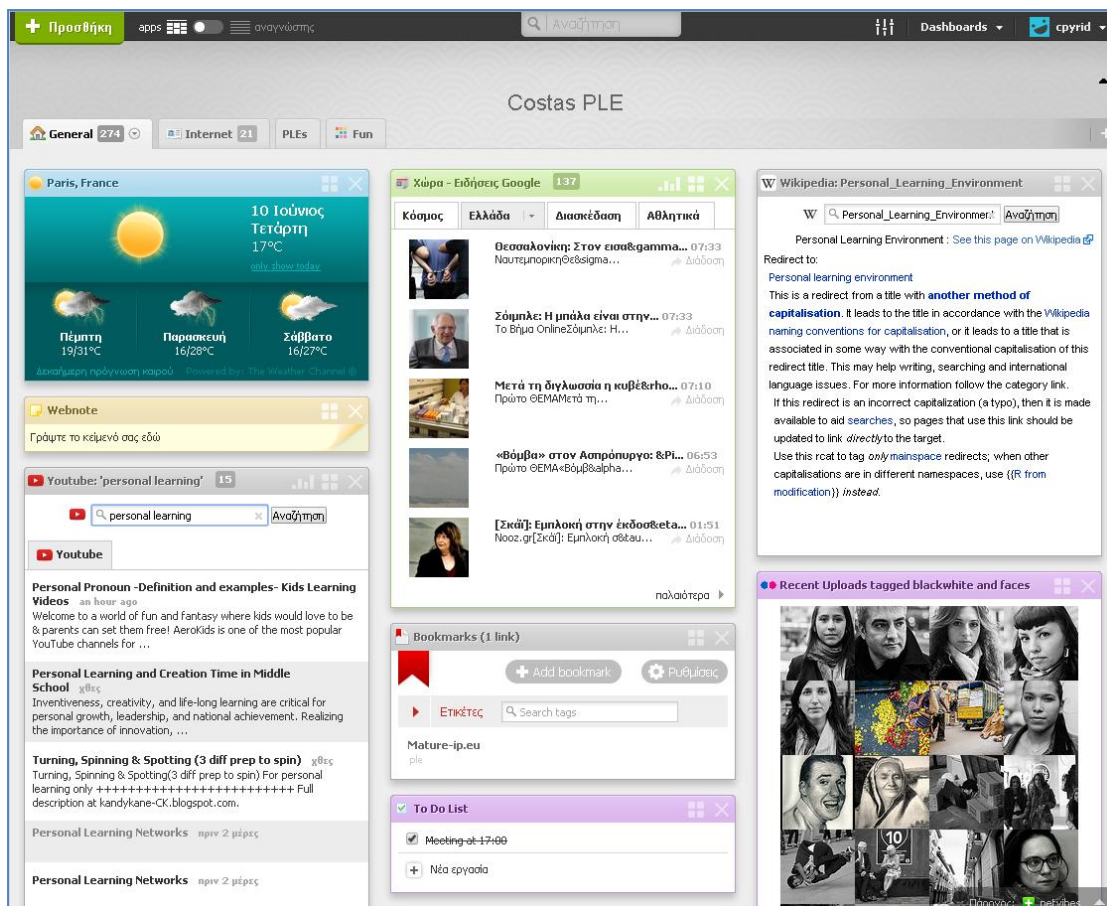 Προσθήκη apps αναγνώστης Αναζήτηση Dashboards cpyrid
Costas PLE
General 274 Internet 21 PLEs Fun
Paris, France
10 Ιούνιος
Τετάρτη
17°C
only show today
Πέμπτη Παρασκευή Σάββατο
19/31°C 16/28°C 16/27°C
Δεκαήμερη πρόγνωση καιρού Powered by: The Weather Channel ®
Webnote
Γράψτε το κείμενό σας εδώ
Youtube: 'personal learning' 15
personal learning Αναζήτηση
Youtube
Personal Pronoun -Definition and examples- Kids Learning
Videos an hour ago
Welcome to a world of fun and fantasy where kids would love to be
& parents can set them free! AeroKids is one of the most popular
YouTube channels for ...
Personal Learning and Creation Time in Middle
School χθες
Inventiveness, creativity, and life-long learning are critical for
personal growth, leadership, and national achievement. Realizing
the importance of innovation, ...
Turning, Spinning & Spotting (3 diff prep to spin) χθες
Turning, Spinning & Spotting(3 diff prep to spin) For personal
learning only ++++++++++++++++++++++++++ Full
description at kandykane-CK.blogspot.com.
Personal Learning Networks πριν 2 μέρες
Personal Learning Networks πριν 2 μέρες
Χώρα - Ειδήσεις Google 137
Κόσμος Ελλάδα Διασκέδαση Αθλητικά
Θεσσαλονίκη: Στον εισα&gamma... 07:33
ΝαυτεμπορικηΘε&sigma... Διάδοση
Σόιμπλε: Η μπάλα είναι στην... 07:33
Το Βήμα OnlineΣόιμπλε: Η... Διάδοση
Μετά τη διγλωσσία η κυβέ&rho... 07:10
Πρώτο ΘΕΜΑΜετά τη... Διάδοση
«Βόμβα» στον Ασπρόπυργο: &Pi... 06:53
Πρώτο ΘΕΜΑ«Βόμβ&alpha... Διάδοση
[Σκάϊ]: Εμπλοκή στην έκδοσ&eta... 01:51
Nooz.gr[Σκάϊ]: Εμπλοκή σ&tau... Διάδοση
παλαιότερα
Bookmarks (1 link)
Add bookmark Ρυθμίσεις
Ετικέτες Search tags
Mature-ip.eu
ple
To Do List
Meeting at 17:00
Νέα εργασία
W Wikipedia: Personal_Learning_Environment
W Personal_Learning_Environment Αναζήτηση
Personal Learning Environment : See this page on Wikipedia
Redirect to:
Personal learning environment
This is a redirect from a title with another method of
capitalisation. It leads to the title in accordance with the Wikipedia
naming conventions for capitalisation, or it leads to a title that is
associated in some way with the conventional capitalisation of this
redirect title. This may help writing, searching and international
language issues. For more information follow the category link.
If this redirect is an incorrect capitalization (a typo), then it is made
available to aid searches, so pages that use this link should be
updated to link directly to the target.
Use this rcat to tag only mainspace redirects; when other
capitalisations are in different namespaces, use {{R from
modification}} instead.
Recent Uploads tagged blackwhite and faces
10
Πάροχος: netvibes